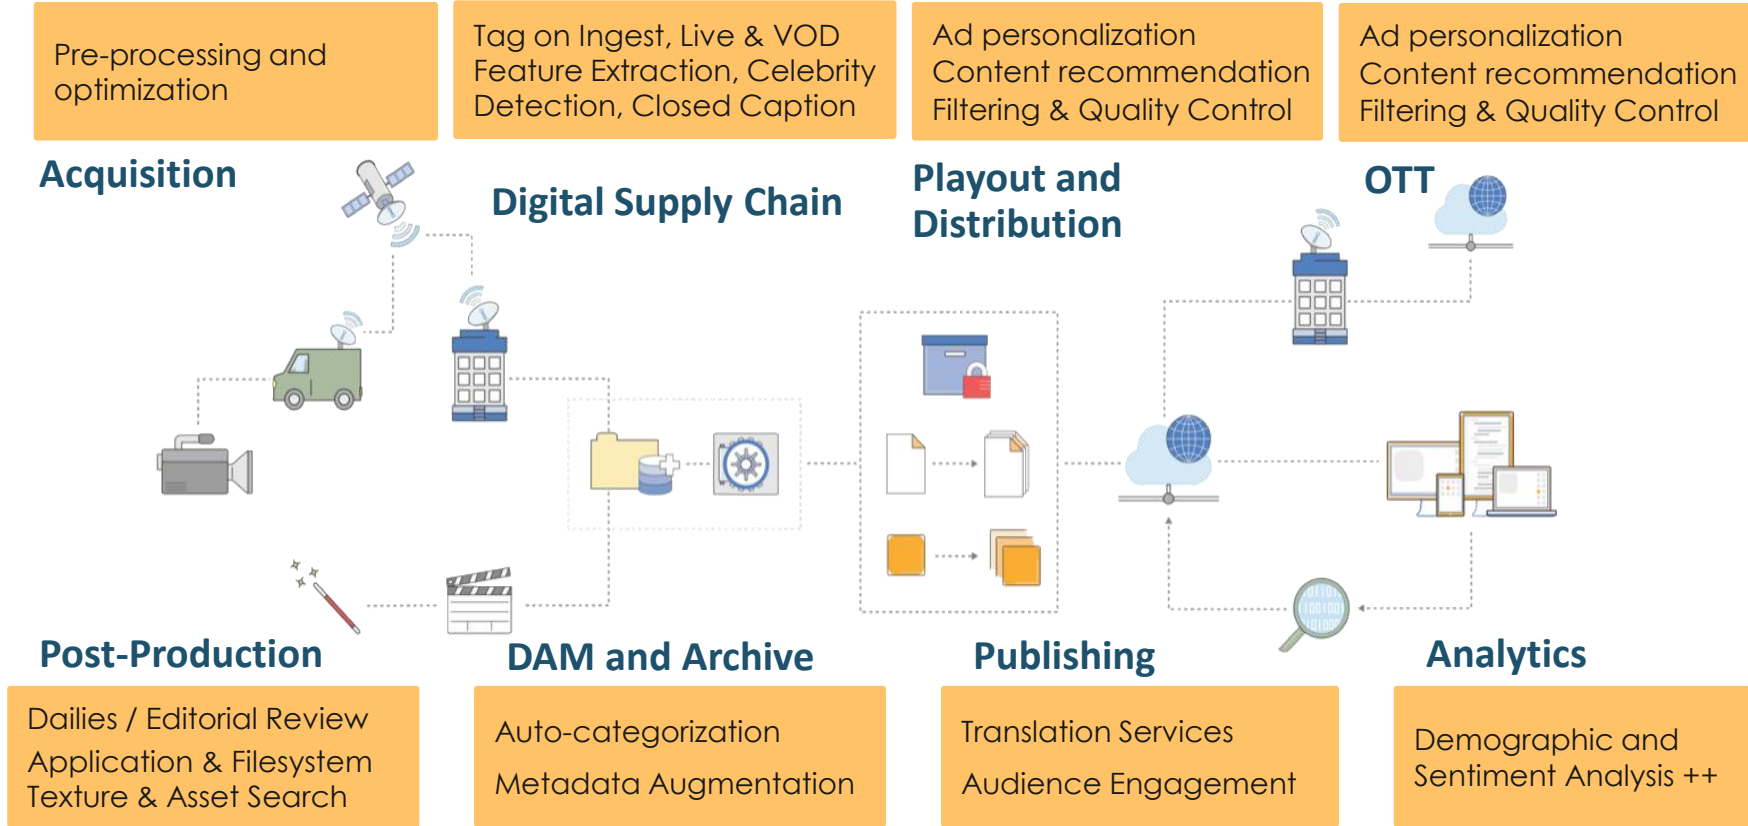 Pre-processing and
optimization
Tag on Ingest, Live & VOD
Feature Extraction, Celebrity
Detection, Closed Caption
Ad personalization
Content recommendation
Filtering & Quality Control
Ad personalization
Content recommendation
Filtering & Quality Control
Acquisition
Digital Supply Chain
Playout and
Distribution
OTT
Post-Production
DAM and Archive
Publishing
Analytics
Dailies / Editorial Review
Application & Filesystem
Texture & Asset Search
Auto-categorization
Metadata Augmentation
Translation Services
Audience Engagement
Demographic and
Sentiment Analysis ++